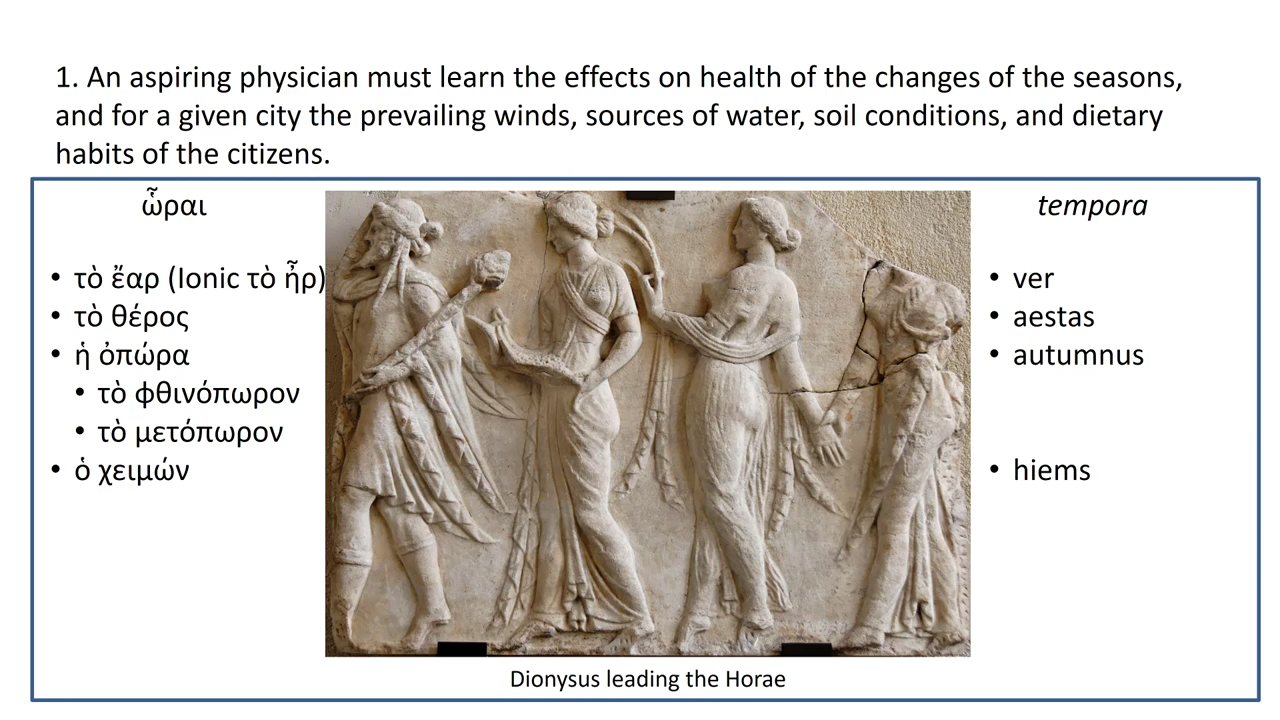 1. An aspiring physician must learn the effects on health of the changes of the seasons,
and for a given city the prevailing winds, sources of water, soil conditions, and dietary
habits of the citizens.
ὧραι
• τὸ ἔαρ (Ionic τὸ ἦρ)
• τὸ θέρος
• ἡ ὀπώρα
• τὸ φθινόπωρον
• τὸ μετόπωρον
• ὁ χειμών
tempora
• ver
• aestas
• autumnus
• hiems
Dionysus leading the Horae